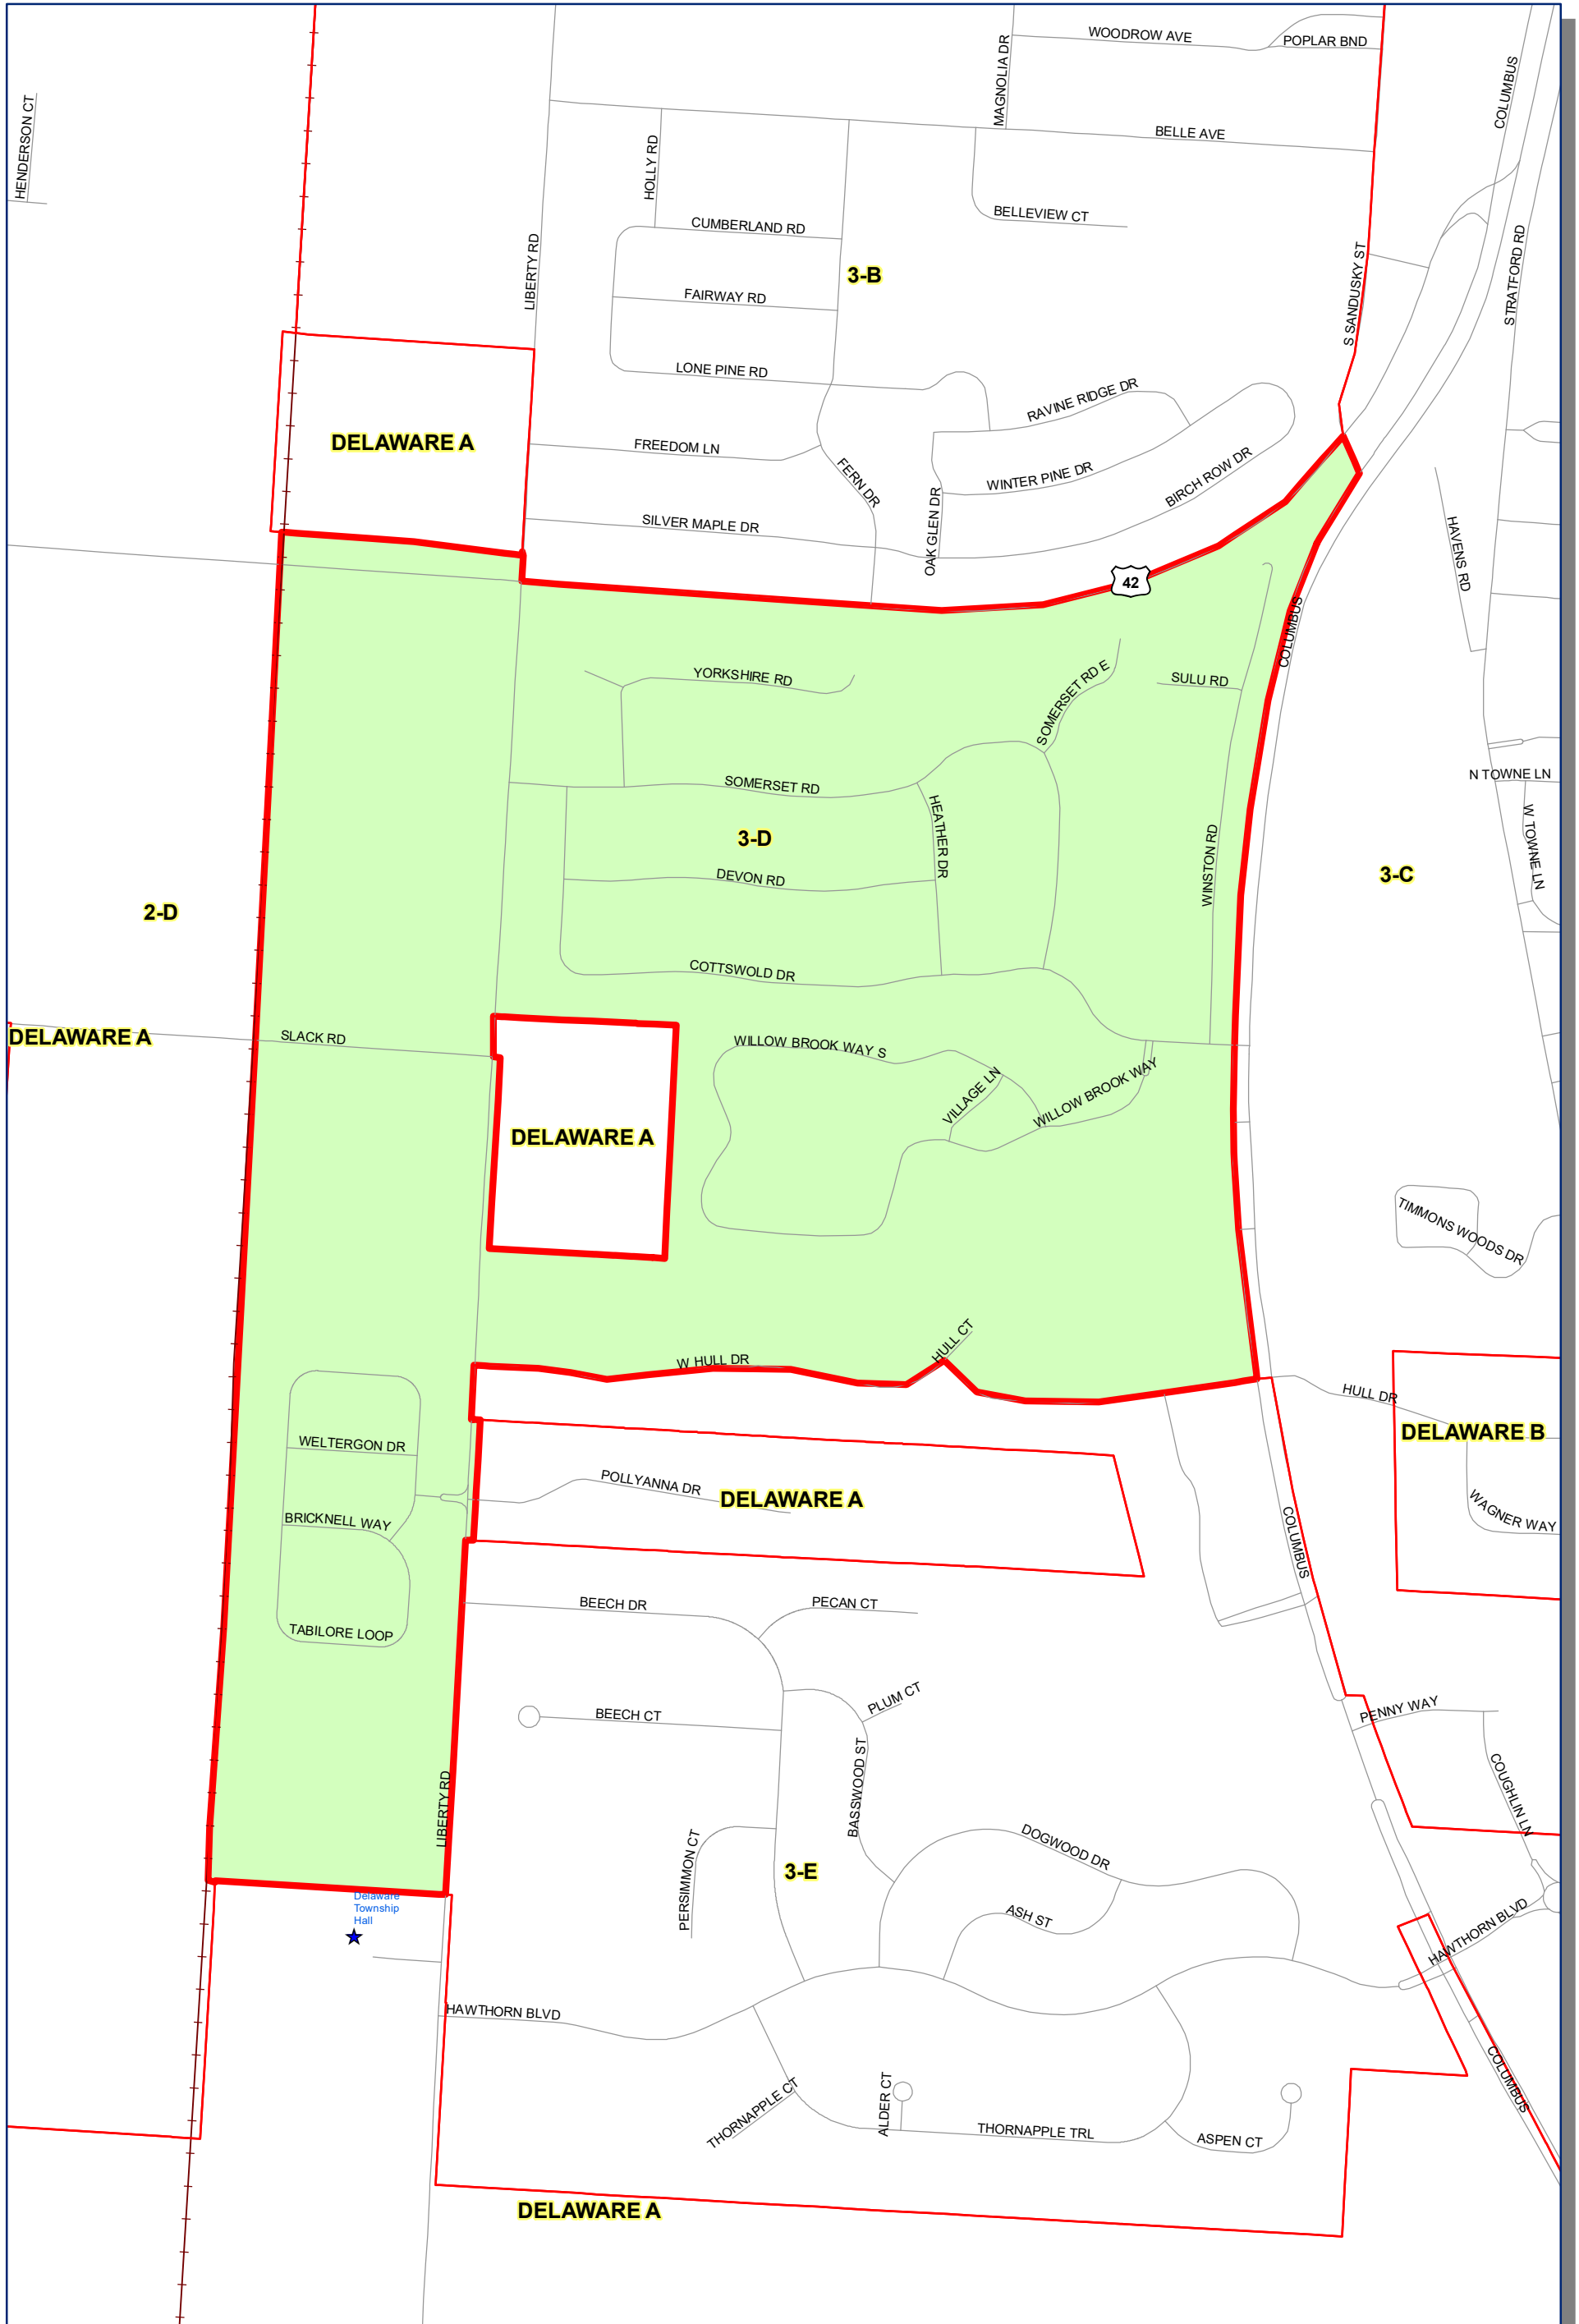 WOODROW AVE
POPLAR BND
MAGNOLIA DR
COLUMBUS
HENDERSON CT
BELLE AVE
HOLLY RD
BELLEVIEW CT
CUMBERLAND RD
LIBERTY RD
3-B
S SANDUSKY ST
STRATFORD RD
FAIRWAY RD
LONE PINE RD
RAVINE RIDGE DR
DELAWARE A
FREEDOM LN
FERN DR
WINTER PINE DR
BIRCH ROW DR
SILVER MAPLE DR
OAK GLEN DR
HAVENS RD
42
COLUMBUS
YORKSHIRE RD
SOMERSET RD E
SULU RD
SOMERSET RD
N TOWNE LN
HEATHER DR
W TOWNE LN
3-D
WINSTON RD
DEVON RD
3-C
2-D
COTTSWOLD DR
DELAWARE A
SLACK RD
WILLOW BROOK WAY S
VILLAGE LN
WILLOW BROOK WAY
DELAWARE A
TIMMONS WOODS DR
HULL CT
W HULL DR
HULL DR
DELAWARE B
WELTERGON DR
POLLYANNA DR
DELAWARE A
WAGNER WAY
BRICKNELL WAY
COLUMBUS
BEECH DR
PECAN CT
TABILORE LOOP
PLUM CT
BEECH CT
PENNY WAY
BASSWOOD ST
COUGHLIN LN
LIBERTY RD
DOGWOOD DR
PERSIMMON CT
3-E
Delaware
Township
Hall
ASH ST
HAWTHORN BLVD
HAWTHORN BLVD
COLUMBUS
THORNAPPLE CT
ALDER CT
THORNAPPLE TRL
ASPEN CT
DELAWARE A